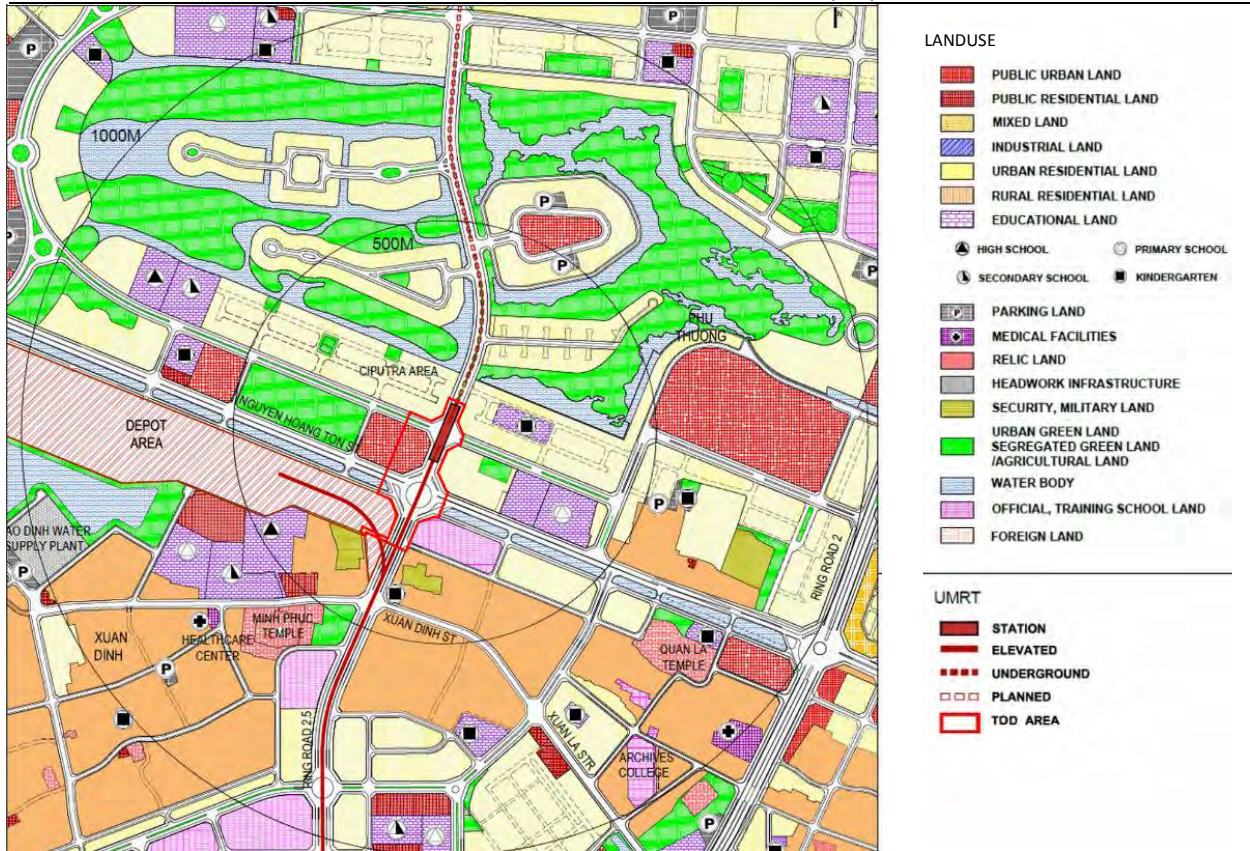 1000M
500M
P
P
P
P
P
P
PHU
THUONG
CIPUTRA AREA
NGUYEN HOANG TON S
DEPOT
AREA
AO DINH WATER
SUPPLY PLANT
P
P
RING ROAD 2
MINH PHUC
TEMPLE
XUAN DINH ST
XUAN
DINH
HEALTHCARE
CENTER
P
QUAN LA
TEMPLE
RING ROAD 2.5
XUAN LA STR
ARCHIVES
COLLEGE
P
LANDUSE
PUBLIC URBAN LAND
PUBLIC RESIDENTIAL LAND
MIXED LAND
INDUSTRIAL LAND
URBAN RESIDENTIAL LAND
RURAL RESIDENTIAL LAND
EDUCATIONAL LAND
HIGH SCHOOL
PRIMARY SCHOOL
SECONDARY SCHOOL
KINDERGARTEN
P PARKING LAND
MEDICAL FACILITIES
RELIC LAND
HEADWORK INFRASTRUCTURE
SECURITY, MILITARY LAND
URBAN GREEN LAND
SEGREGATED GREEN LAND
/AGRICULTURAL LAND
WATER BODY
OFFICIAL, TRAINING SCHOOL LAND
FOREIGN LAND
UMRT
STATION
ELEVATED
UNDERGROUND
PLANNED
TOD AREA